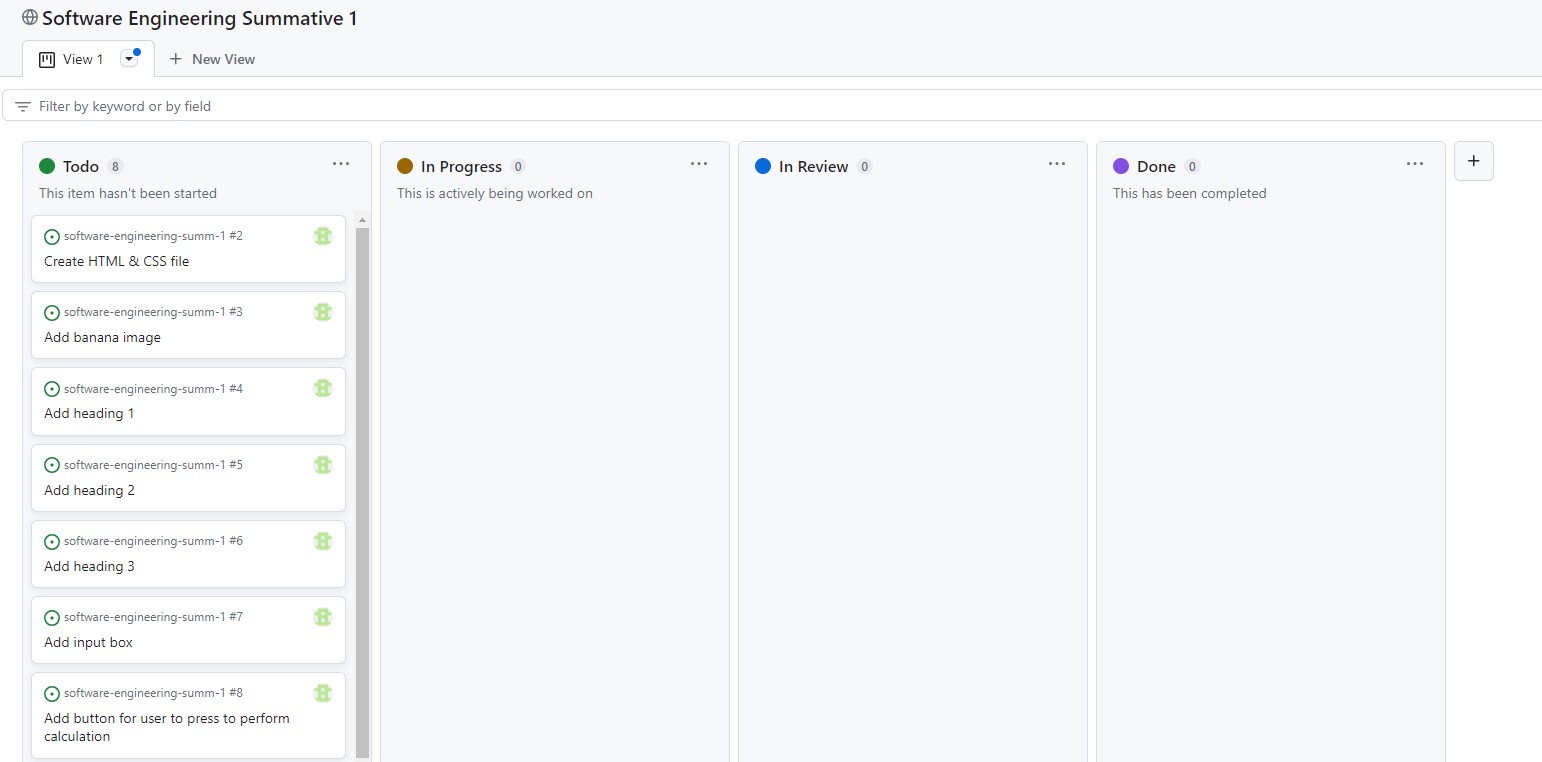 Software Engineering Summative 1
View 1
New View
Filter by keyword or by field
Todo 8
This item hasn't been started
software-engineering-summ-1 #2
Create HTML & CSS file
software-engineering-summ-1 #3
Add banana image
software-engineering-summ-1 #4
Add heading 1
software-engineering-summ-1 #5
Add heading 2
software-engineering-summ-1 #6
Add heading 3
software-engineering-summ-1 #7
Add input box
software-engineering-summ-1 #8
Add button for user to press to perform
calculation
In Progress 0
This is actively being worked on
In Review 0
Done 0
This has been completed